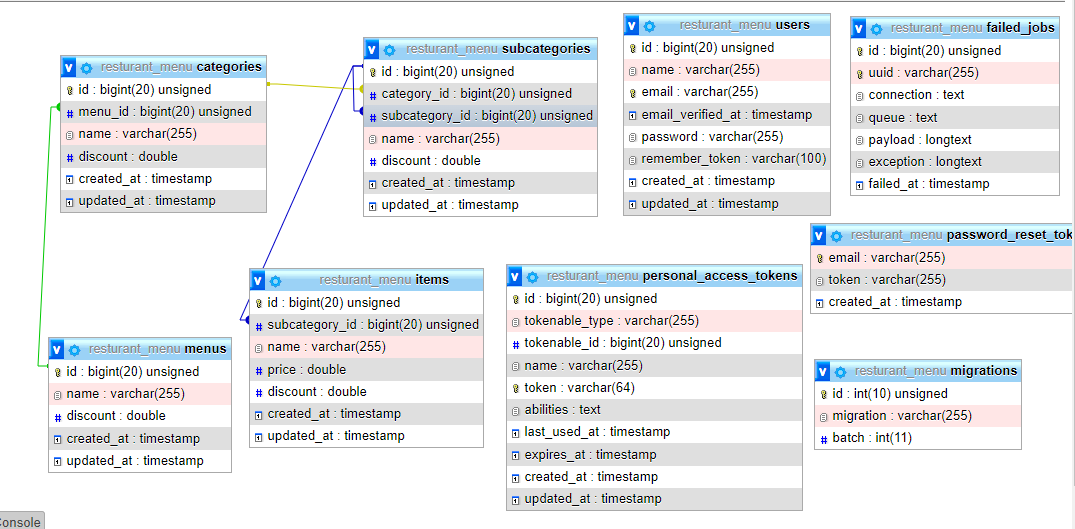 resturant_menu categories
id : bigint(20) unsigned
menu_id : bigint(20) unsigned
name : varchar(255)
discount : double
created_at : timestamp
updated_at : timestamp
resturant_menu subcategories
id : bigint(20) unsigned
category_id : bigint(20) unsigned
subcategory_id : bigint(20) unsigned
name : varchar(255)
discount : double
created_at : timestamp
updated_at : timestamp
resturant_menu users
id : bigint(20) unsigned
name : varchar(255)
email : varchar(255)
email_verified_at : timestamp
password : varchar(255)
remember_token : varchar(100)
created_at : timestamp
updated_at : timestamp
resturant_menu failed_jobs
id : bigint(20) unsigned
uuid : varchar(255)
connection : text
queue : text
payload : longtext
exception : longtext
failed_at : timestamp
resturant_menu password_reset_tok
email : varchar(255)
token : varchar(255)
created_at : timestamp
resturant_menu items
id : bigint(20) unsigned
subcategory_id : bigint(20) unsigned
name : varchar(255)
price : double
discount : double
created_at : timestamp
updated_at : timestamp
resturant_menu personal_access_tokens
id : bigint(20) unsigned
tokenable_type : varchar(255)
tokenable_id : bigint(20) unsigned
name : varchar(255)
token : varchar(64)
abilities : text
last_used_at : timestamp
expires_at : timestamp
created_at : timestamp
updated_at : timestamp
resturant_menu menus
id : bigint(20) unsigned
name : varchar(255)
discount : double
created_at : timestamp
updated_at : timestamp
resturant_menu migrations
id : int(10) unsigned
migration : varchar(255)
batch : int(11)
Console